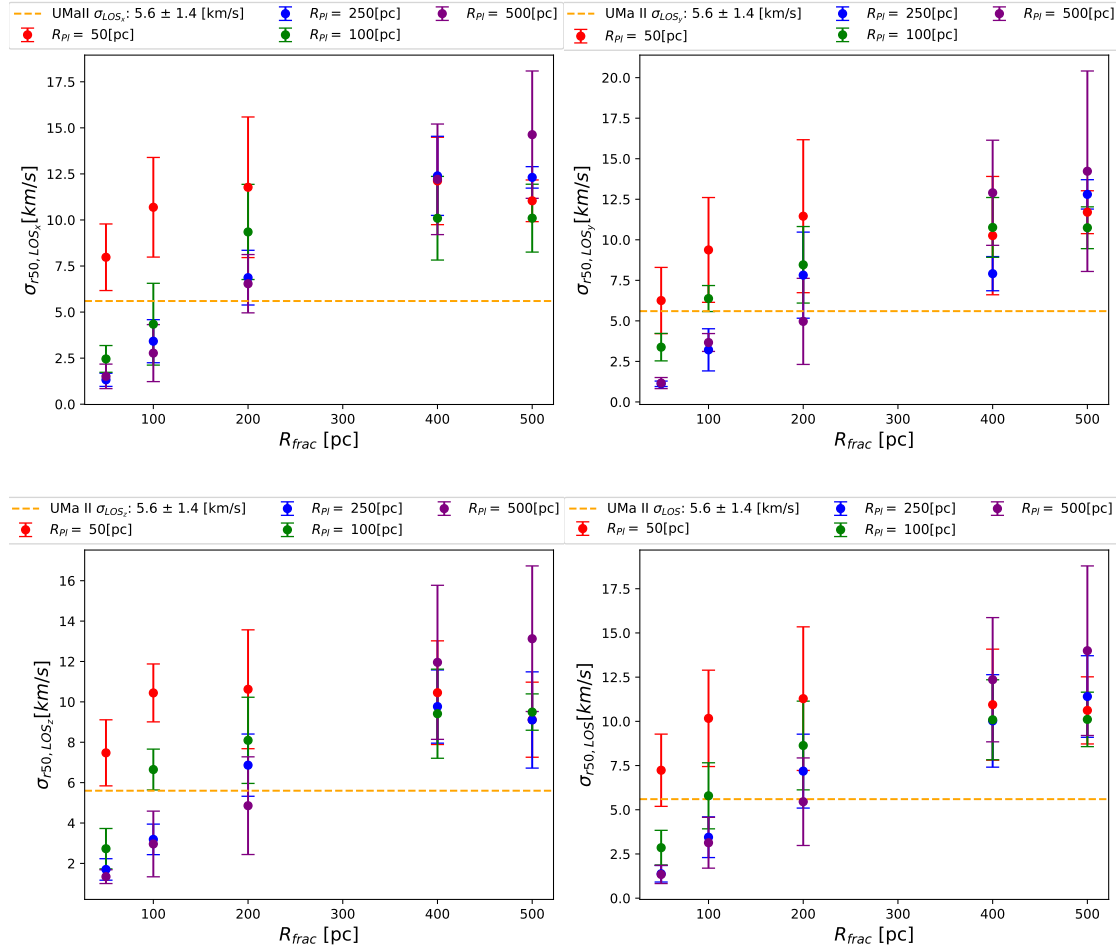 UMaII σ_{LOS_x}: 5.6 ± 1.4 [km/s]
R_{Pl} = 50[pc]
R_{Pl} = 250[pc]
R_{Pl} = 100[pc]
R_{Pl} = 500[pc]
17.5
15.0
12.5
10.0
7.5
5.0
2.5
0.0
σ_{r50, LOS_x}[km/s]
100 200 300 400 500
R_{frac} [pc]
UMa II σ_{LOS_y}: 5.6 ± 1.4 [km/s]
R_{Pl} = 50[pc]
R_{Pl} = 250[pc]
R_{Pl} = 100[pc]
R_{Pl} = 500[pc]
20.0
17.5
15.0
12.5
10.0
7.5
5.0
2.5
0.0
σ_{r50, LOS_y}[km/s]
100 200 300 400 500
R_{frac} [pc]
UMa II σ_{LOS_z}: 5.6 ± 1.4 [km/s]
R_{Pl} = 50[pc]
R_{Pl} = 250[pc]
R_{Pl} = 100[pc]
R_{Pl} = 500[pc]
16
14
12
10
8
6
4
2
σ_{r50, LOS_z}[km/s]
100 200 300 400 500
R_{frac} [pc]
UMa II σ_{LOS}: 5.6 ± 1.4 [km/s]
R_{Pl} = 50[pc]
R_{Pl} = 250[pc]
R_{Pl} = 100[pc]
R_{Pl} = 500[pc]
17.5
15.0
12.5
10.0
7.5
5.0
2.5
0.0
σ_{r50, LOS}[km/s]
100 200 300 400 500
R_{frac} [pc]